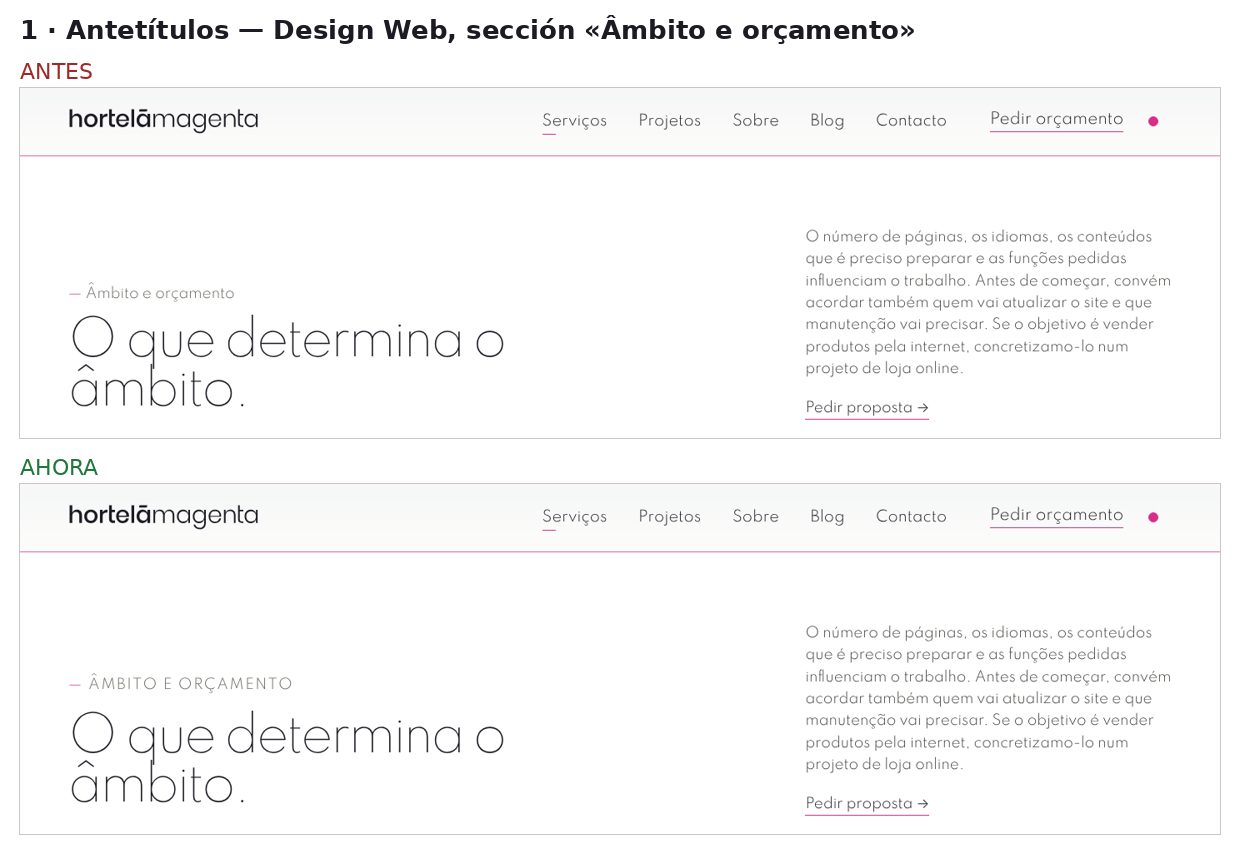 1 · Antetítulos — Design Web, sección «Âmbito e orçamento»
ANTES
hortelãmagenta
Serviços Projetos Sobre Blog Contacto Pedir orçamento
— Âmbito e orçamento
O que determina o
âmbito.
O número de páginas, os idiomas, os conteúdos
que é preciso preparar e as funções pedidas
influenciam o trabalho. Antes de começar, convém
acordar também quem vai atualizar o site e que
manutenção vai precisar. Se o objetivo é vender
produtos pela internet, concretizamo-lo num
projeto de loja online.
Pedir proposta →
AHORA
hortelãmagenta
Serviços Projetos Sobre Blog Contacto Pedir orçamento
— ÂMBITO E ORÇAMENTO
O que determina o
âmbito.
O número de páginas, os idiomas, os conteúdos
que é preciso preparar e as funções pedidas
influenciam o trabalho. Antes de começar, convém
acordar também quem vai atualizar o site e que
manutenção vai precisar. Se o objetivo é vender
produtos pela internet, concretizamo-lo num
projeto de loja online.
Pedir proposta →